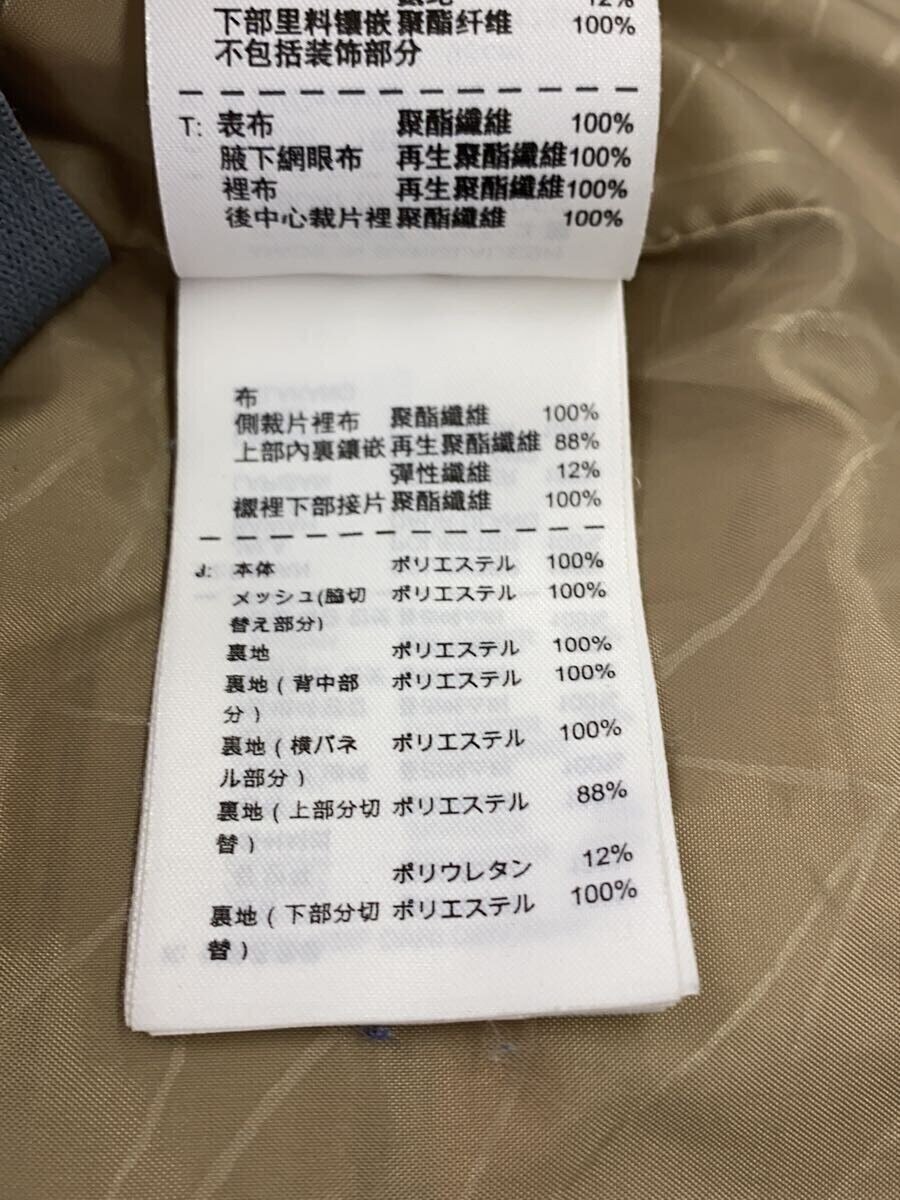 12%
下部里料镶嵌 聚酯纤维 100%
不包括装饰部分
T: 表布 聚酯纖維 100%
腋下網眼布 再生聚酯纖維 100%
裡布 再生聚酯纖維 100%
後中心裁片裡 聚酯纖維 100%
布
側裁片裡布 聚酯纖維 100%
上部內裏鑲嵌 再生聚酯纖維 88%
彈性纖維 12%
襯裡下部接片 聚酯纖維 100%
J: 本体 ポリエステル 100%
メッシュ(脇切 ポリエステル 100%
替え部分)
裏地 ポリエステル 100%
裏地(背中部 ポリエステル 100%
分)
裏地(横パネ ポリエステル 100%
ル部分)
裏地(上部分切 ポリエステル 88%
替)
ポリウレタン 12%
裏地(下部分切 ポリエステル 100%
替)